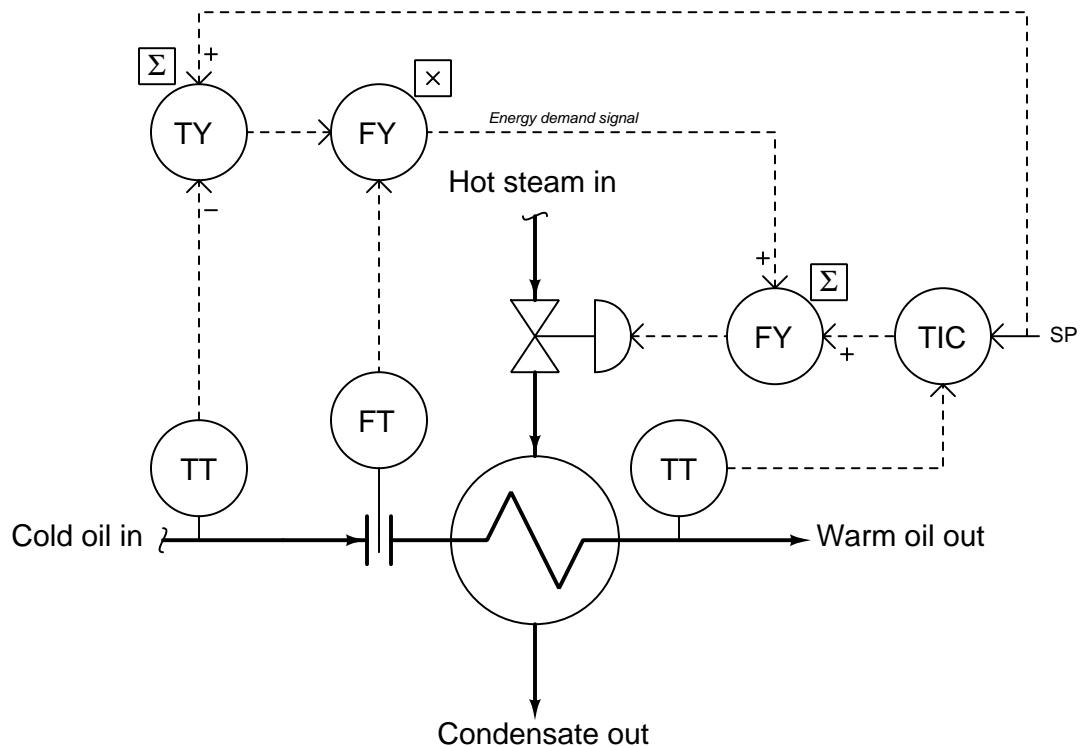 +
Σ
×
TY
FY
Energy demand signal
−
Hot steam in
+
Σ
FY
TIC
SP
+
FT
TT
TT
Cold oil in
Warm oil out
Condensate out